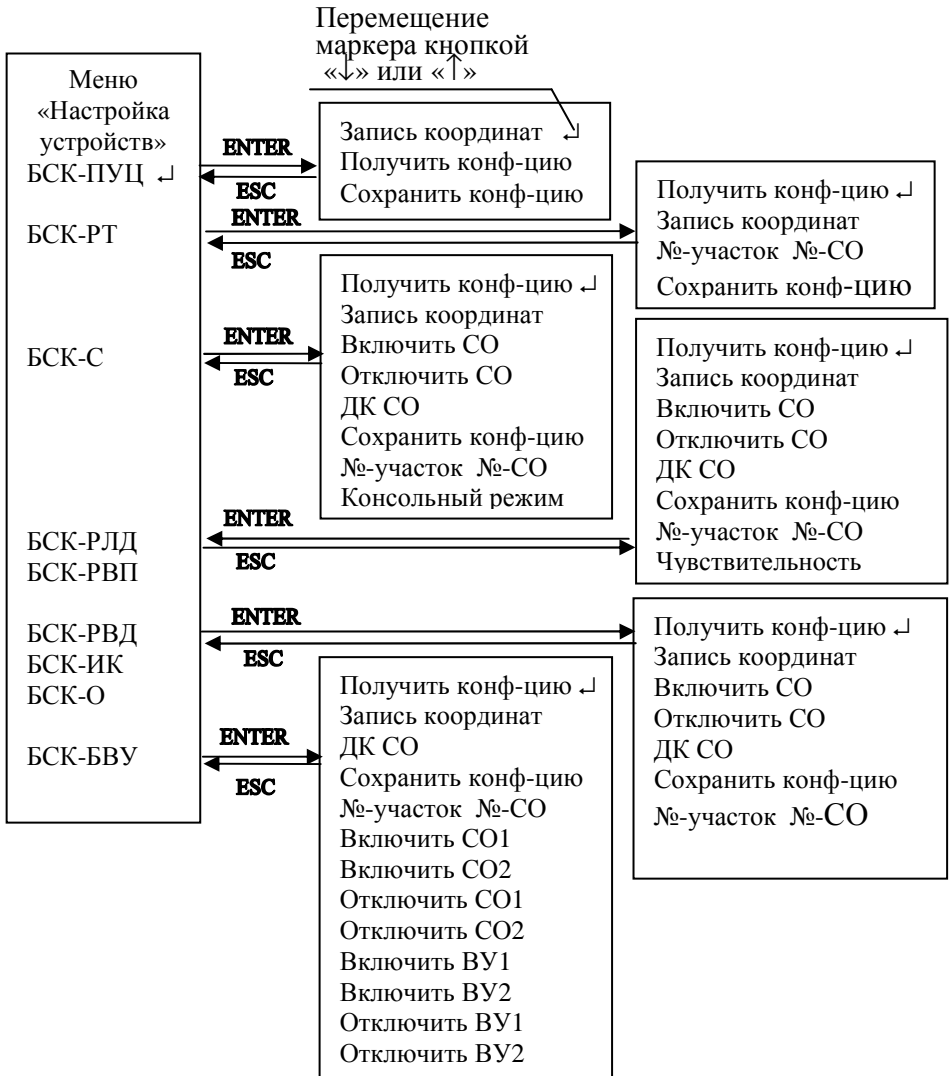 Перемещение
маркера кнопкой
«↓» или «↑»
Меню
«Настройка
устройств»
БСК-ПУЦ ↵
БСК-РТ
БСК-С
БСК-РЛД
БСК-РВП
БСК-РВД
БСК-ИК
БСК-О
БСК-БВУ
ENTER
ESC
Запись координат ↵
Получить конф-цию
Сохранить конф-цию
ENTER
ESC
Получить конф-цию ↵
Запись координат
№-участок №-СО
Сохранить конф-цию
ENTER
ESC
Получить конф-цию ↵
Запись координат
Включить СО
Отключить СО
ДК СО
Сохранить конф-цию
№-участок №-СО
Консольный режим
ENTER
ESC
Получить конф-цию ↵
Запись координат
Включить СО
Отключить СО
ДК СО
Сохранить конф-цию
№-участок №-СО
Чувствительность
ENTER
ESC
Получить конф-цию ↵
Запись координат
Включить СО
Отключить СО
ДК СО
Сохранить конф-цию
№-участок №-СО
ENTER
ESC
Получить конф-цию ↵
Запись координат
ДК СО
Сохранить конф-цию
№-участок №-СО
Включить СО1
Включить СО2
Отключить СО1
Отключить СО2
Включить ВУ1
Включить ВУ2
Отключить ВУ1
Отключить ВУ2